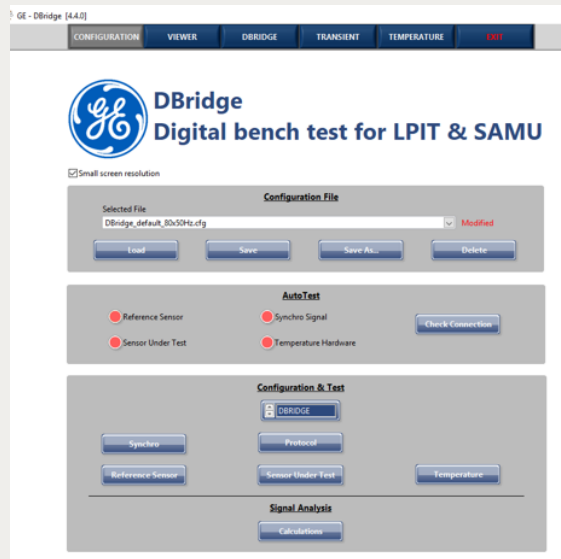 GE - DBridge [4.4.0]
CONFIGURATION VIEWER DBRIDGE TRANSIENT TEMPERATURE EXIT
DBridge
Digital bench test for LPIT & SAMU
Small screen resolution
Configuration File
Selected File
DBridge_default_80x50Hz.cfg Modified
Load Save Save As... Delete
AutoTest
Reference Sensor Synchro Signal
Check Connection
Sensor Under Test Temperature Hardware
Configuration & Test
DBRIDGE
Synchro Protocol
Reference Sensor Sensor Under Test Temperature
Signal Analysis
Calculations